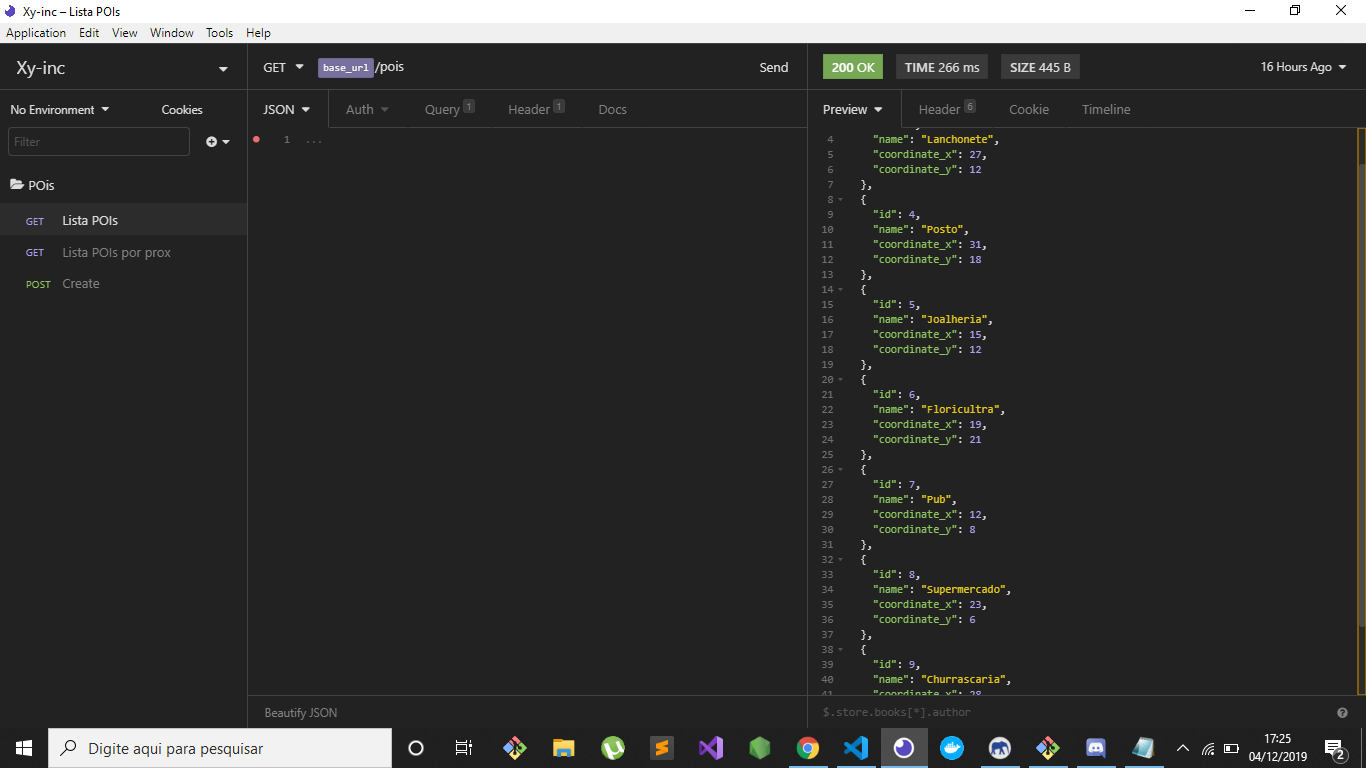 Xy-inc – Lista POIs
Application Edit View Window Tools Help
Xy-inc
GET base_url/pois Send
200 OK TIME 266 ms SIZE 445 B 16 Hours Ago
No Environment Cookies
JSON Auth Query 1 Header 1 Docs
Preview Header 6 Cookie Timeline
Filter
POis
GET Lista POIs
GET Lista POIs por prox
POST Create
1 ...
4 "name": "Lanchonete",
5 "coordinate_x": 27,
6 "coordinate_y": 12
7 },
8 {
9 "id": 4,
10 "name": "Posto",
11 "coordinate_x": 31,
12 "coordinate_y": 18
13 },
14 {
15 "id": 5,
16 "name": "Joalheria",
17 "coordinate_x": 15,
18 "coordinate_y": 12
19 },
20 {
21 "id": 6,
22 "name": "Floricultra",
23 "coordinate_x": 19,
24 "coordinate_y": 21
25 },
26 {
27 "id": 7,
28 "name": "Pub",
29 "coordinate_x": 12,
30 "coordinate_y": 8
31 },
32 {
33 "id": 8,
34 "name": "Supermercado",
35 "coordinate_x": 23,
36 "coordinate_y": 6
37 },
38 {
39 "id": 9,
40 "name": "Churrascaria",
41 "coordinate_x": 28
Beautify JSON
$.store.books[*].author
Digite aqui para pesquisar
17:25
04/12/2019
2